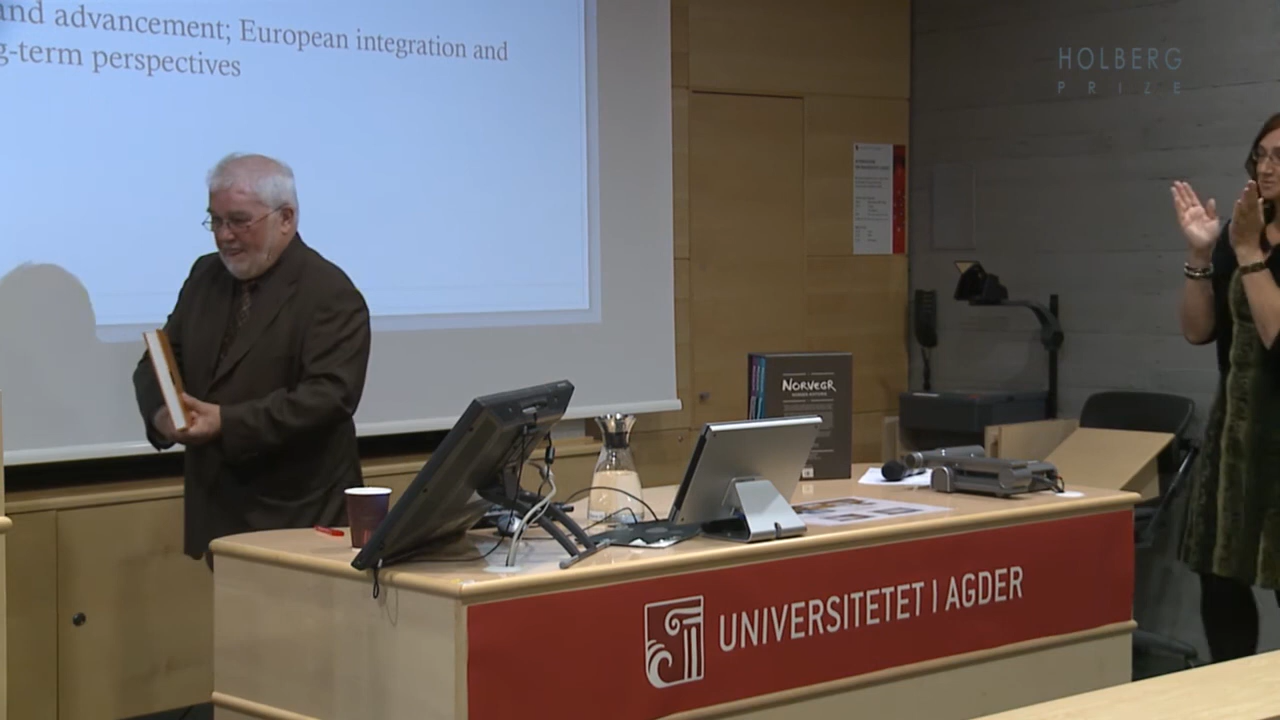 and advancement; European integration and
g-term perspectives
HOLBERG
PRIZE
NORVEGR
UNIVERSITETET I AGDER